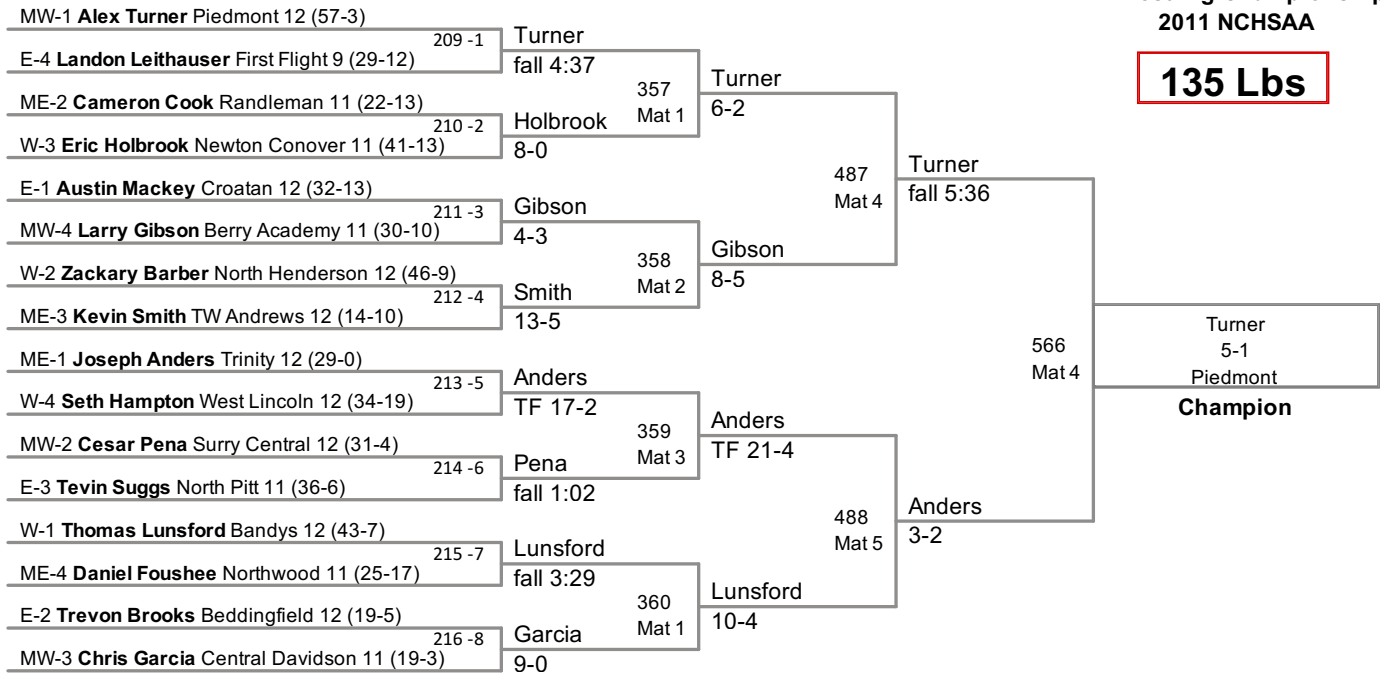 2011 NCHSAA
135 Lbs
MW-1 Alex Turner Piedmont 12 (57-3)
209 -1
E-4 Landon Leithauser First Flight 9 (29-12)
Turner
fall 4:37
ME-2 Cameron Cook Randleman 11 (22-13)
210 -2
W-3 Eric Holbrook Newton Conover 11 (41-13)
Holbrook
8-0
357
Mat 1
Turner
6-2
E-1 Austin Mackey Croatan 12 (32-13)
211 -3
MW-4 Larry Gibson Berry Academy 11 (30-10)
Gibson
4-3
W-2 Zackary Barber North Henderson 12 (46-9)
212 -4
ME-3 Kevin Smith TW Andrews 12 (14-10)
Smith
13-5
358
Mat 2
Gibson
8-5
487
Mat 4
Turner
fall 5:36
ME-1 Joseph Anders Trinity 12 (29-0)
213 -5
W-4 Seth Hampton West Lincoln 12 (34-19)
Anders
TF 17-2
MW-2 Cesar Pena Surry Central 12 (31-4)
214 -6
E-3 Tevin Suggs North Pitt 11 (36-6)
Pena
fall 1:02
359
Mat 3
Anders
TF 21-4
W-1 Thomas Lunsford Bandys 12 (43-7)
215 -7
ME-4 Daniel Foushee Northwood 11 (25-17)
Lunsford
fall 3:29
E-2 Trevon Brooks Beddingfield 12 (19-5)
216 -8
MW-3 Chris Garcia Central Davidson 11 (19-3)
Garcia
9-0
360
Mat 1
Lunsford
10-4
488
Mat 5
Anders
3-2
566
Mat 4
Turner
5-1
Piedmont
Champion